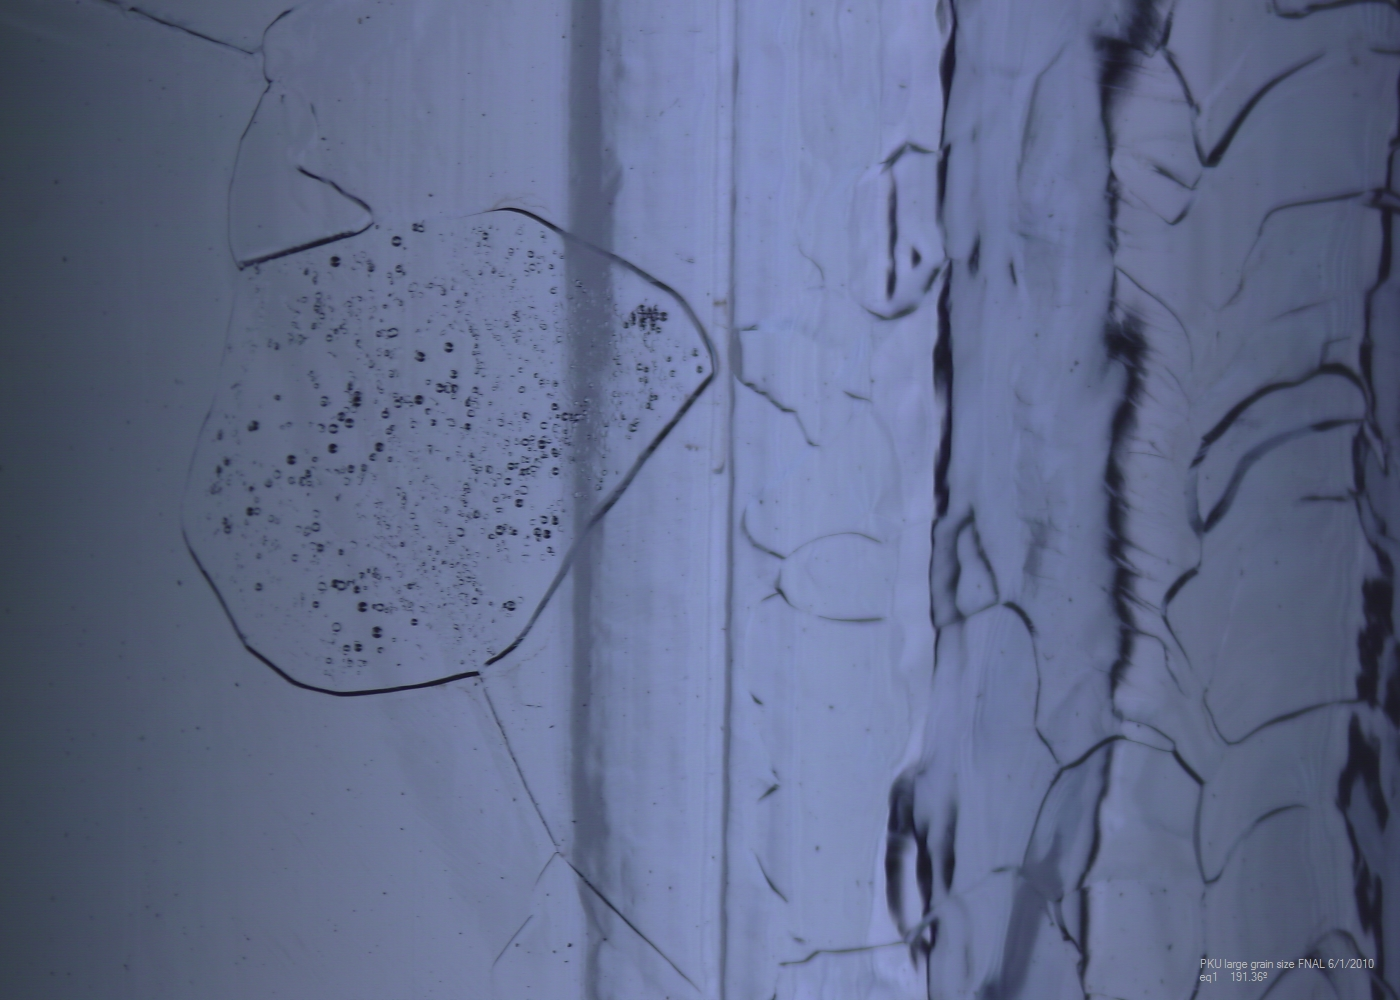 PKU large grain size FNAL 6/1/2010
eq1 191.36º